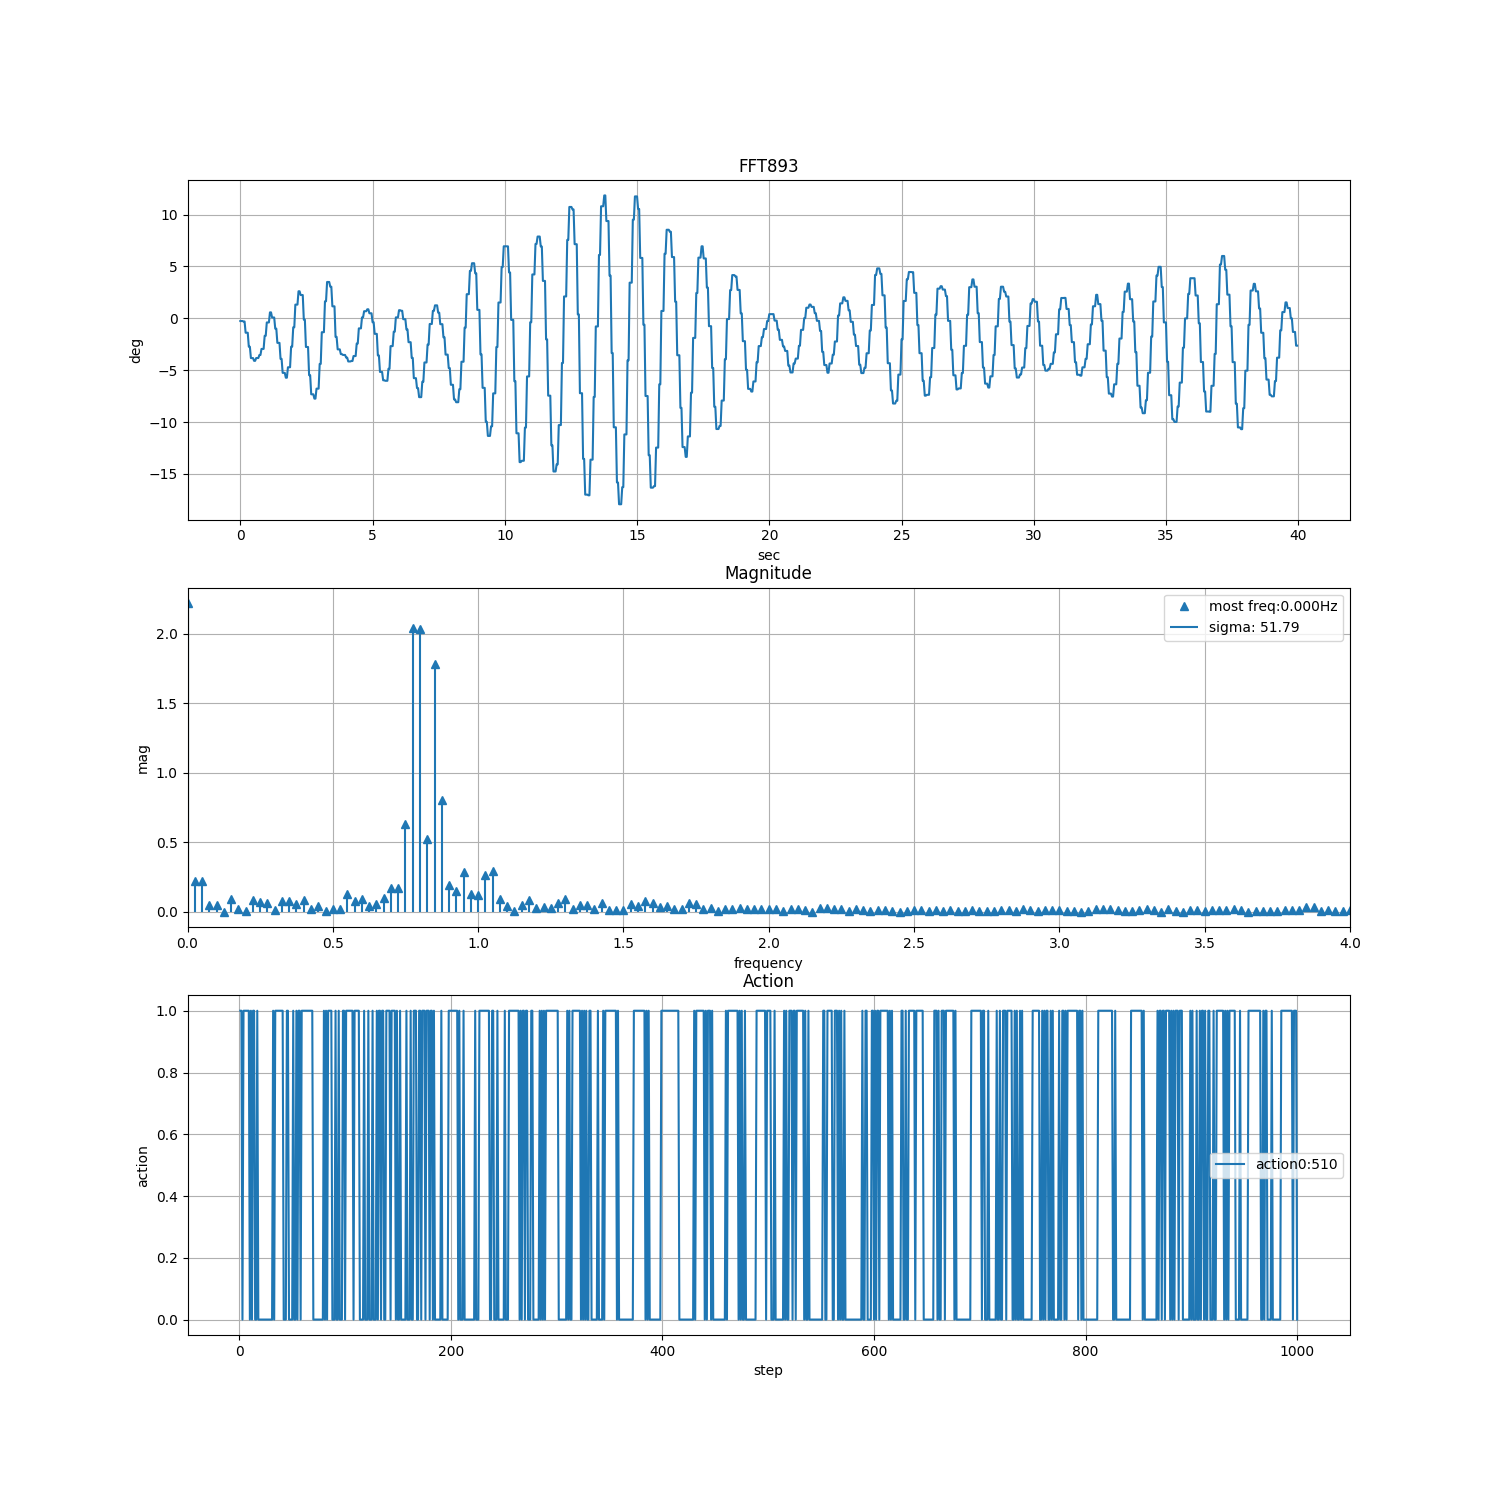 FFT893
10
5
0
−5
−10
−15
deg
0 5 10 15 20 25 30 35 40
sec
Magnitude
most freq:0.000Hz
sigma: 51.79
2.0
1.5
1.0
0.5
0.0
mag
0.0 0.5 1.0 1.5 2.0 2.5 3.0 3.5 4.0
frequency
Action
1.0
0.8
0.6
0.4
0.2
0.0
action
action0:510
0 200 400 600 800 1000
step